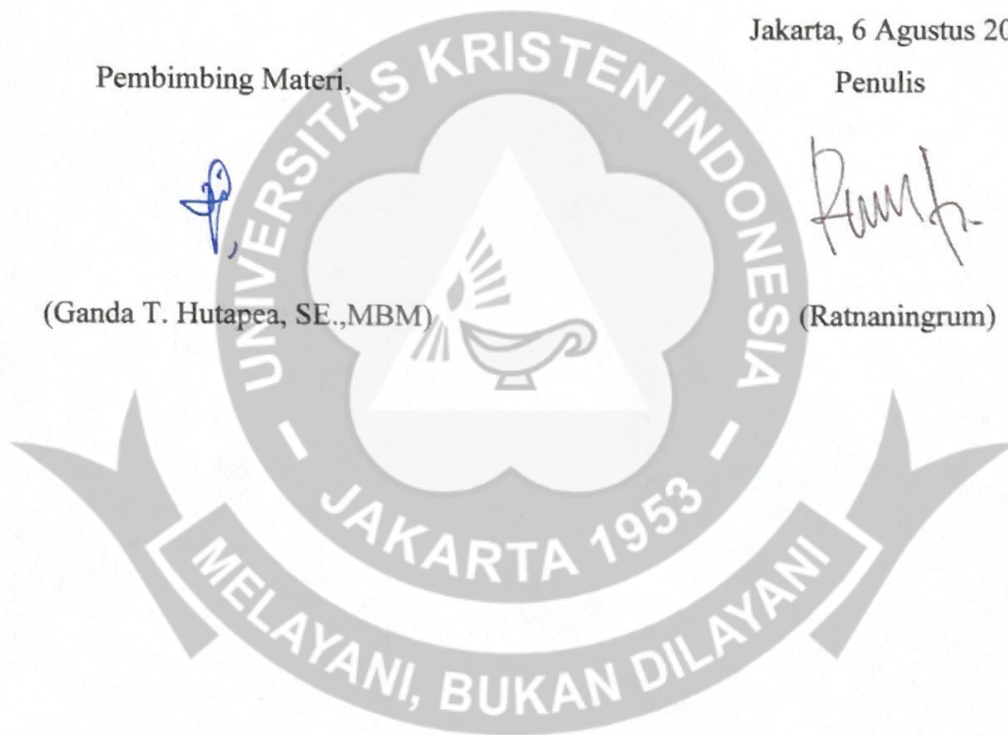 Jakarta, 6 Agustus 20
Pembimbing Materi,
Penulis
(Ganda T. Hutapea, SE.,MBM)
(Ratnaningrum)
UNIVERSITAS KRISTEN INDONESIA
JAKARTA 1953
MELAYANI, BUKAN DILAYANI